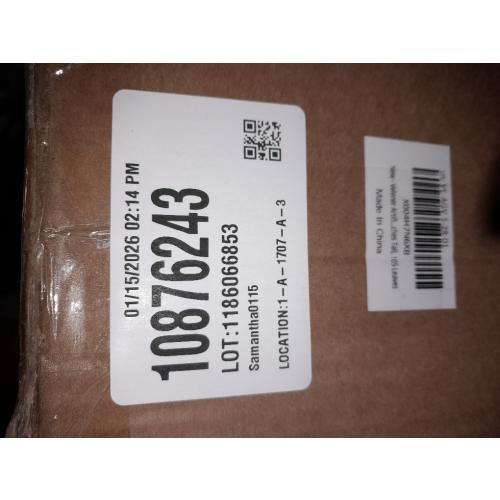 01/15/2026 02:14 PM
10876243
LOT:1186066853
Samantha0115
LOCATION:1-A-1707-A-3
Made in China